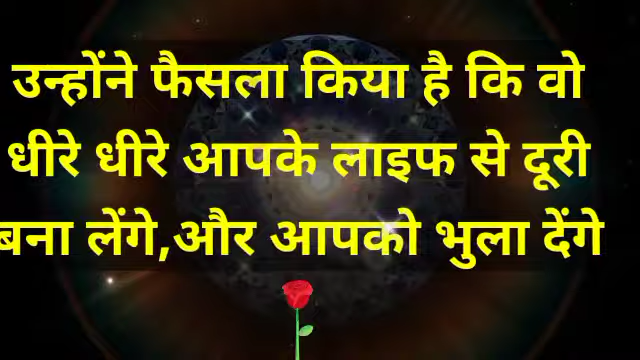 उन्होंने फैसला किया है कि वो
धीरे धीरे आपके लाइफ से दूरी
बना लेंगे,और आपको भुला देंगे